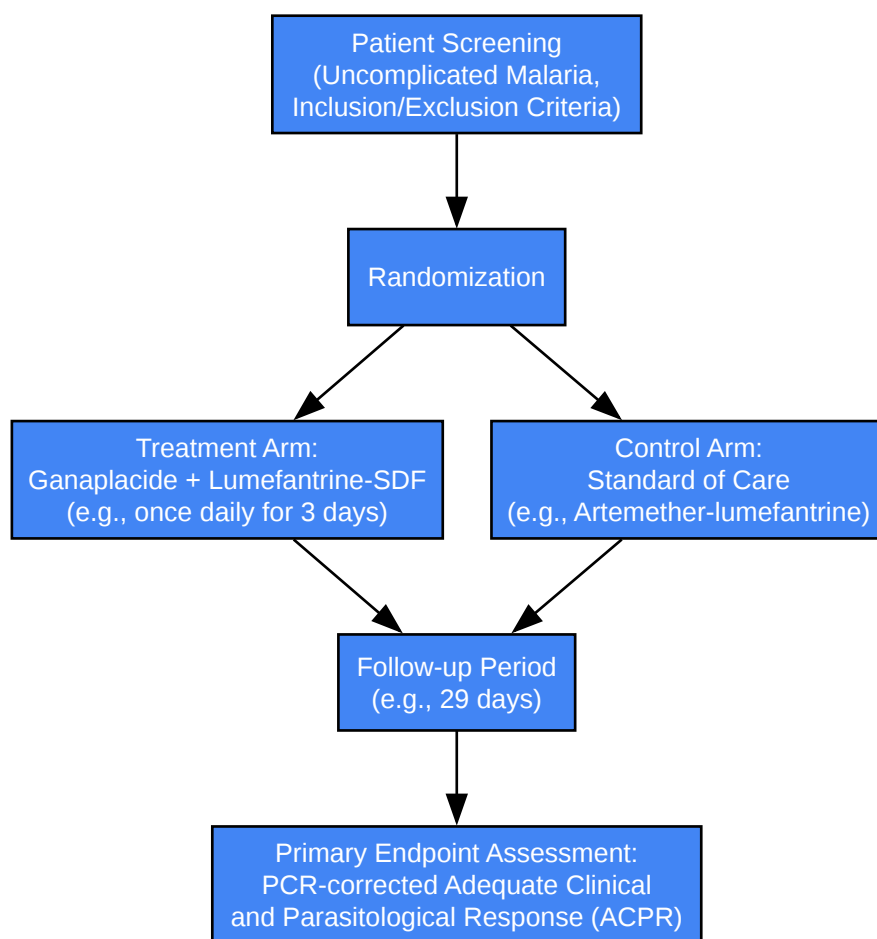 Patient Screening
(Uncomplicated Malaria,
Inclusion/Exclusion Criteria)
Randomization
Treatment Arm:
Ganaplacide + Lumefantrine-SDF
(e.g., once daily for 3 days)
Control Arm:
Standard of Care
(e.g., Artemether-lumefantrine)
Follow-up Period
(e.g., 29 days)
Primary Endpoint Assessment:
PCR-corrected Adequate Clinical
and Parasitological Response (ACPR)